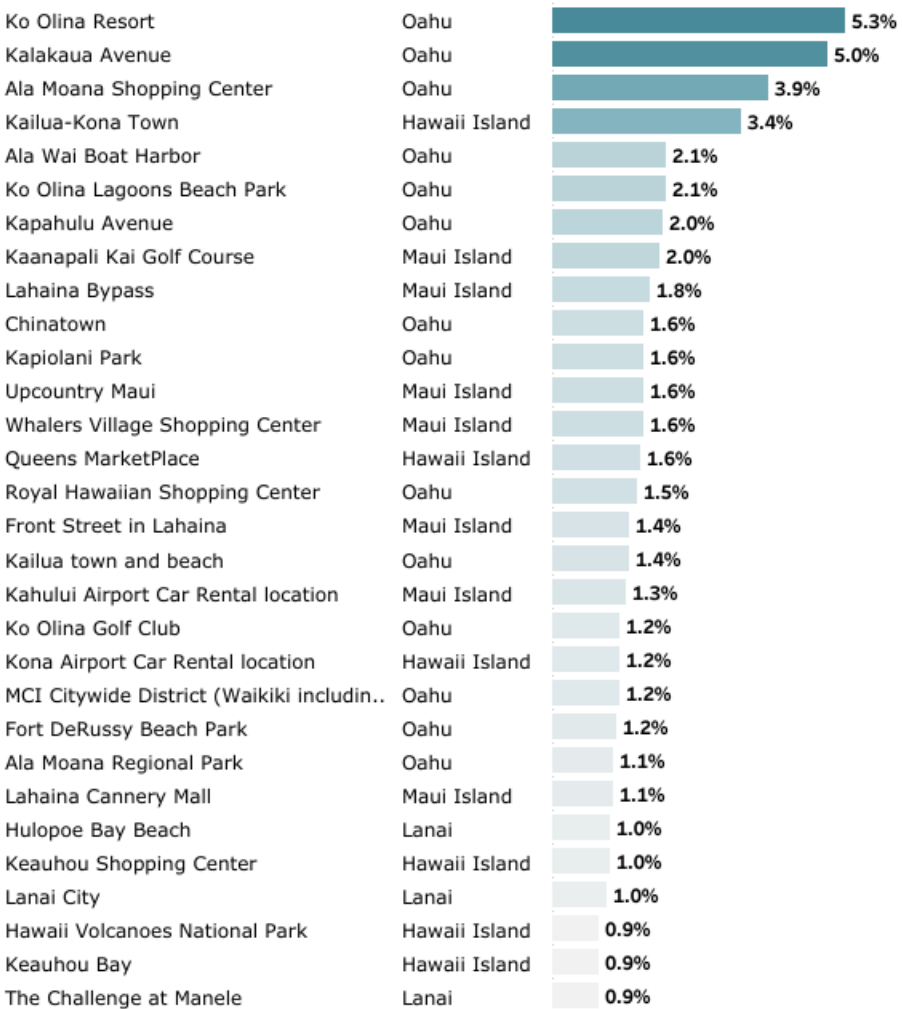 Ko Olina Resort Oahu 5.3%
Kalakaua Avenue Oahu 5.0%
Ala Moana Shopping Center Oahu 3.9%
Kailua-Kona Town Hawaii Island 3.4%
Ala Wai Boat Harbor Oahu 2.1%
Ko Olina Lagoons Beach Park Oahu 2.1%
Kapahulu Avenue Oahu 2.0%
Kaanapali Kai Golf Course Maui Island 2.0%
Lahaina Bypass Maui Island 1.8%
Chinatown Oahu 1.6%
Kapiolani Park Oahu 1.6%
Upcountry Maui Maui Island 1.6%
Whalers Village Shopping Center Maui Island 1.6%
Queens MarketPlace Hawaii Island 1.6%
Royal Hawaiian Shopping Center Oahu 1.5%
Front Street in Lahaina Maui Island 1.4%
Kailua town and beach Oahu 1.4%
Kahului Airport Car Rental location Maui Island 1.3%
Ko Olina Golf Club Oahu 1.2%
Kona Airport Car Rental location Hawaii Island 1.2%
MCI Citywide District (Waikiki includin.. Oahu 1.2%
Fort DeRussy Beach Park Oahu 1.2%
Ala Moana Regional Park Oahu 1.1%
Lahaina Cannery Mall Maui Island 1.1%
Hulopoe Bay Beach Lanai 1.0%
Keauhou Shopping Center Hawaii Island 1.0%
Lanai City Lanai 1.0%
Hawaii Volcanoes National Park Hawaii Island 0.9%
Keauhou Bay Hawaii Island 0.9%
The Challenge at Manele Lanai 0.9%